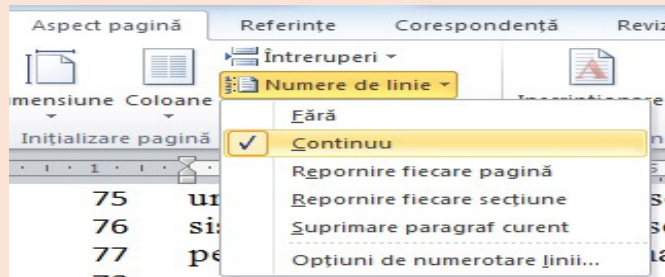 Aspect pagină Referințe Corespondență
Întreruperi
Numere de linie
Coloane
Inițializare pagină
Fără
Continuu
Repornire fiecare pagină
Repornire fiecare secțiune
Suprimare paragraf curent
Opțiuni de numerotare linii...
1
75
76
77